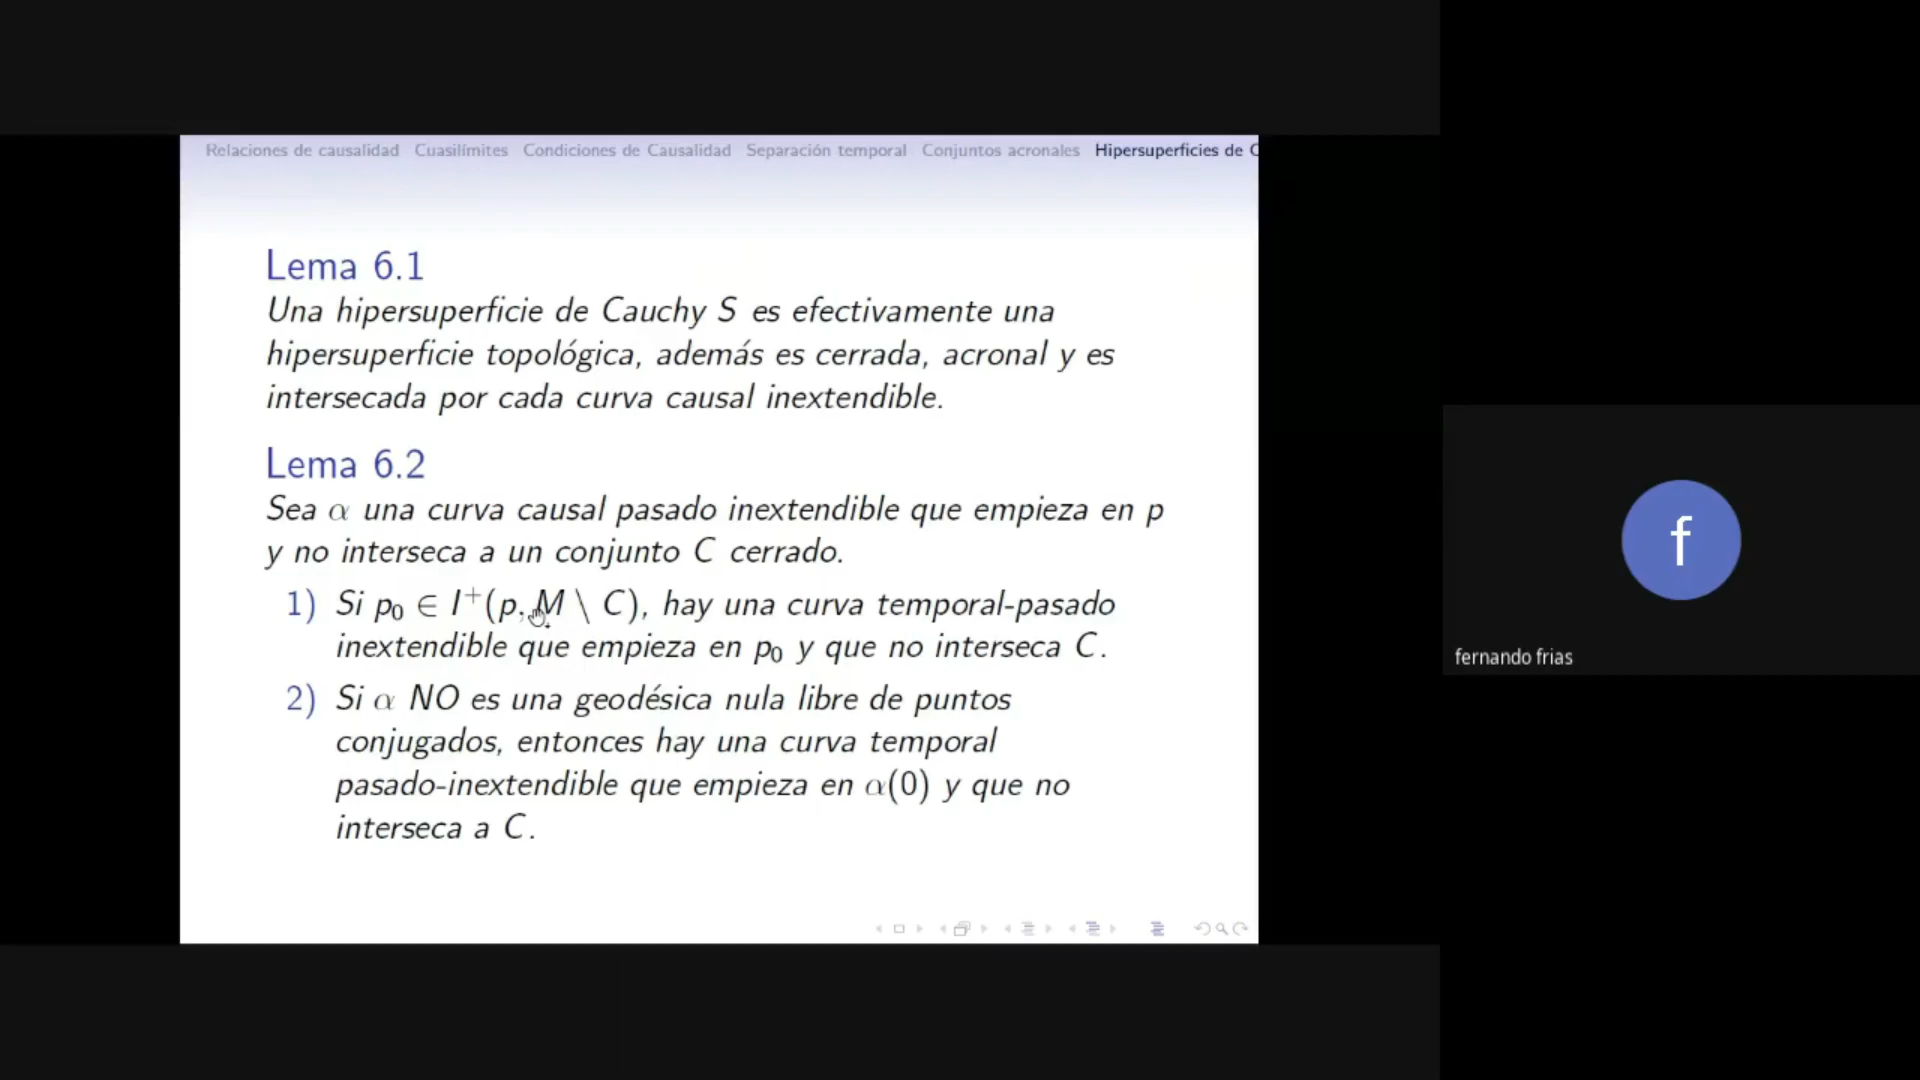 Relaciones de causalidad Cuasilímites Condiciones de Causalidad Separación temporal Conjuntos acronales Hipersuperficies de C
Lema 6.1
Una hipersuperficie de Cauchy S es efectivamente una
hipersuperficie topológica, además es cerrada, acronal y es
intersecada por cada curva causal inextendible.
Lema 6.2
Sea α una curva causal pasado inextendible que empieza en p
y no interseca a un conjunto C cerrado.
1) Si p₀ ∈ I⁺(p, M \ C), hay una curva temporal-pasado
inextendible que empieza en p₀ y que no interseca C.
2) Si α NO es una geodésica nula libre de puntos
conjugados, entonces hay una curva temporal
pasado-inextendible que empieza en α(0) y que no
interseca a C.
f
fernando frias